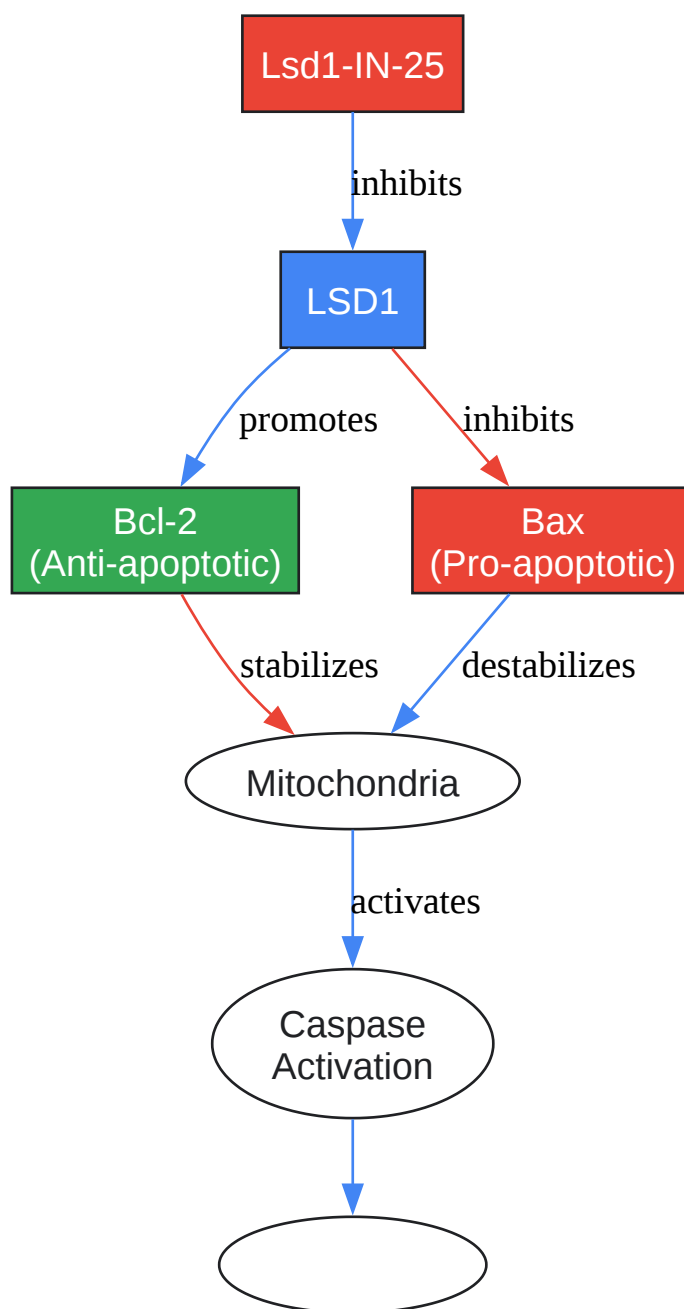 Lsd1-IN-25
inhibits
LSD1
promotes
inhibits
Bcl-2
(Anti-apoptotic)
Bax
(Pro-apoptotic)
stabilizes
destabilizes
Mitochondria
activates
Caspase
Activation